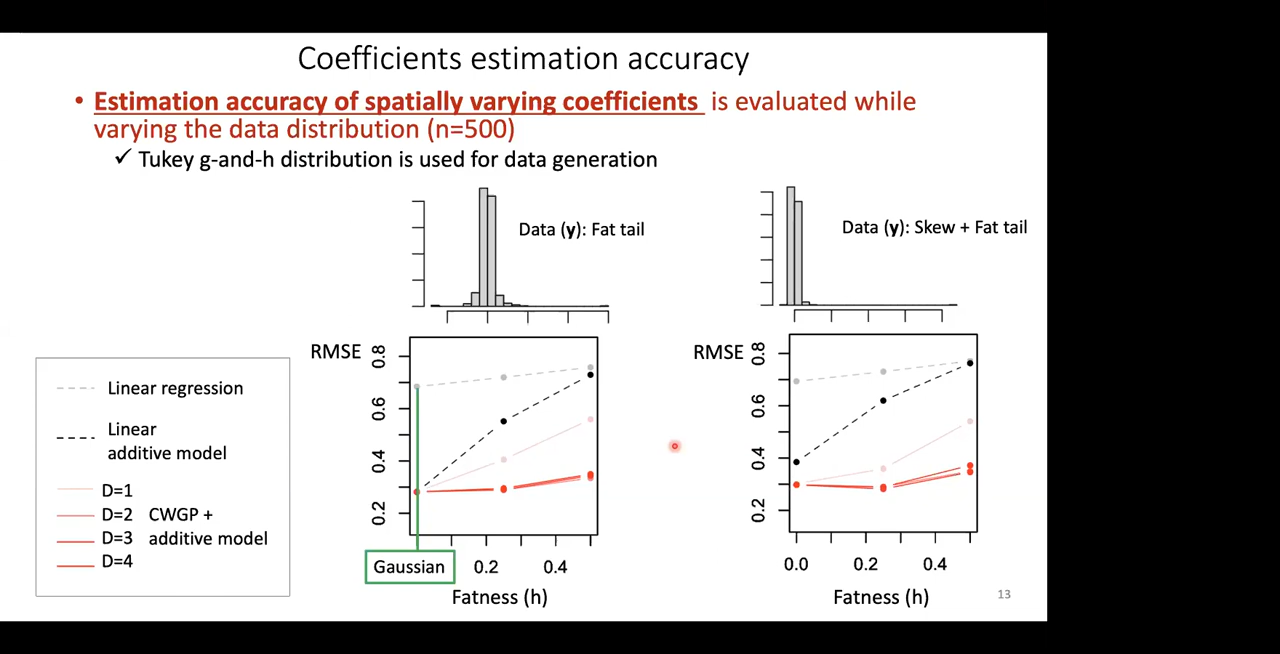 Coefficients estimation accuracy
• Estimation accuracy of spatially varying coefficients is evaluated while
varying the data distribution (n=500)
✓ Tukey g-and-h distribution is used for data generation
Data (y): Fat tail
Data (y): Skew + Fat tail
Linear regression
Linear
additive model
D=1
D=2 CWGP +
D=3 additive model
D=4
RMSE
0.8
0.6
0.4
0.2
Gaussian
0.2
0.4
Fatness (h)
RMSE
0.8
0.6
0.4
0.2
0.0
0.2
0.4
Fatness (h)
13